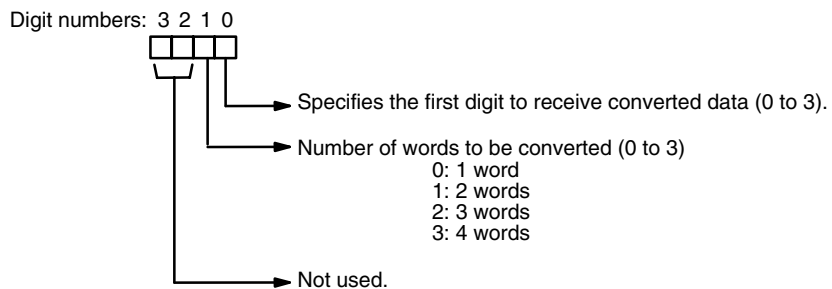 Digit numbers: 3 2 1 0
Specifies the first digit to receive converted data (0 to 3).
Number of words to be converted (0 to 3)
0: 1 word
1: 2 words
2: 3 words
3: 4 words
Not used.